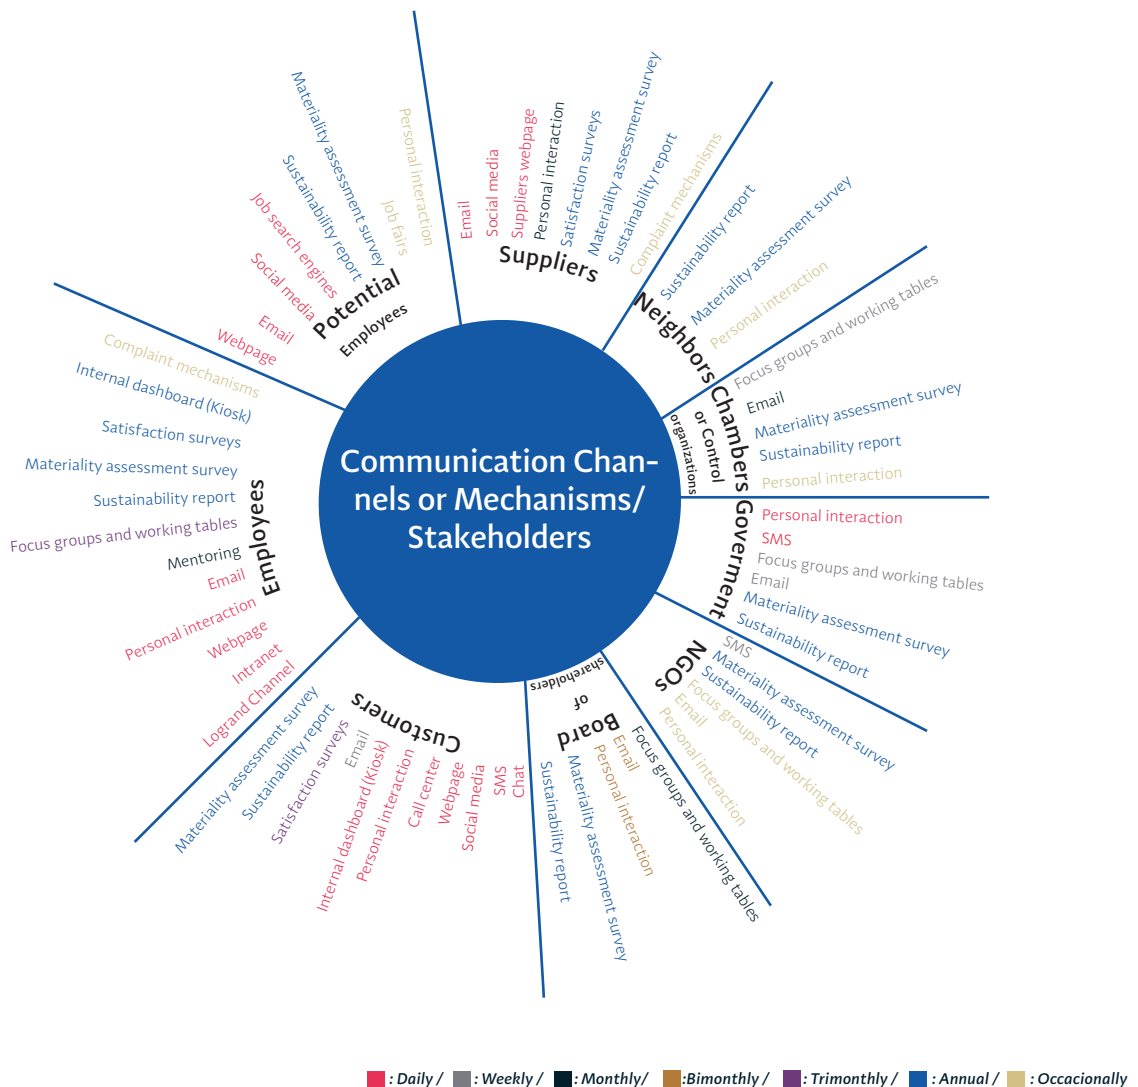 Communication Chan-
nels or Mechanisms/
Stakeholders
Suppliers
Email
Social media
Suppliers webpage
Personal interaction
Satisfaction surveys
Materiality assessment survey
Sustainability report
Complaint mechanisms
Neighbors
Sustainability report
Materiality assessment survey
Personal interaction
Chambers
or Control
organizations
Focus groups and working tables
Email
Materiality assessment survey
Sustainability report
Personal interaction
Goverment
Personal interaction
SMS
Focus groups and working tables
Email
Materiality assessment survey
Sustainability report
NGOs
SMS
Materiality assessment survey
Sustainability report
Focus groups and working tables
Email
Personal interaction
Board
of
shareholders
Focus groups and working tables
Email
Personal interaction
Materiality assessment survey
Sustainability report
Customers
Chat
SMS
Social media
Webpage
Call center
Personal interaction
Internal dashboard (Kiosk)
Email
Satisfaction surveys
Sustainability report
Materiality assessment survey
Employees
Logrand Channel
Intranet
Webpage
Personal interaction
Email
Mentoring
Focus groups and working tables
Sustainability report
Materiality assessment survey
Satisfaction surveys
Internal dashboard (Kiosk)
Complaint mechanisms
Potential
Employees
Webpage
Email
Social media
Job search engines
Sustainability report
Materiality assessment survey
Job fairs
Personal interaction
: Daily / : Weekly / : Monthly/ :Bimonthly / : Trimonthly / : Annual / : Occacionally